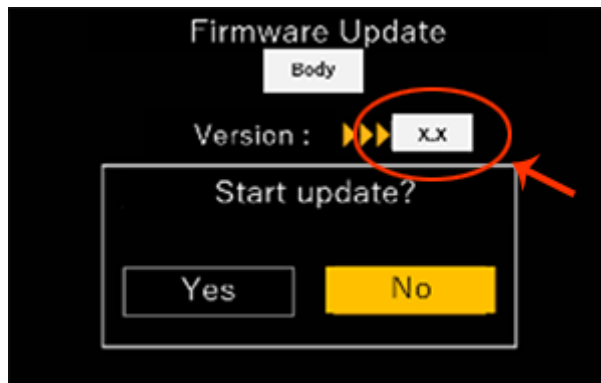 Firmware Update
Body
Version : x.x
Start update?
Yes No